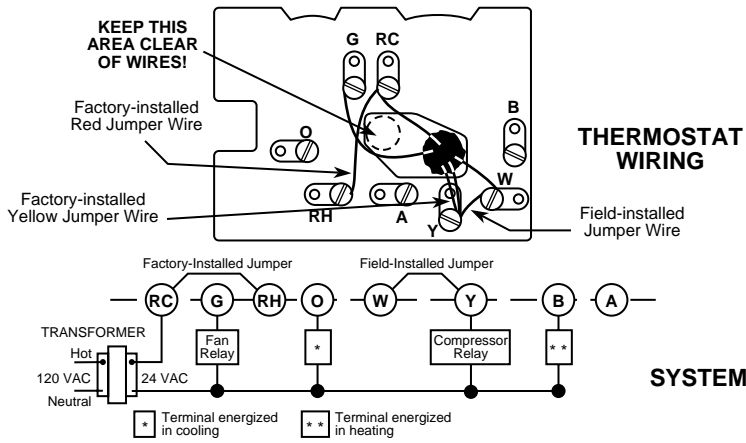 KEEP THIS
AREA CLEAR
OF WIRES!
G RC
Factory-installed
Red Jumper Wire
O
B
THERMOSTAT
WIRING
W
Factory-installed
Yellow Jumper Wire
RH
A
Y
Field-installed
Jumper Wire
Factory-Installed Jumper
Field-Installed Jumper
RC G RH O W Y B A
TRANSFORMER
Hot
120 VAC
Neutral
24 VAC
Fan
Relay
*
Compressor
Relay
**
SYSTEM
* Terminal energized
in cooling
** Terminal energized
in heating